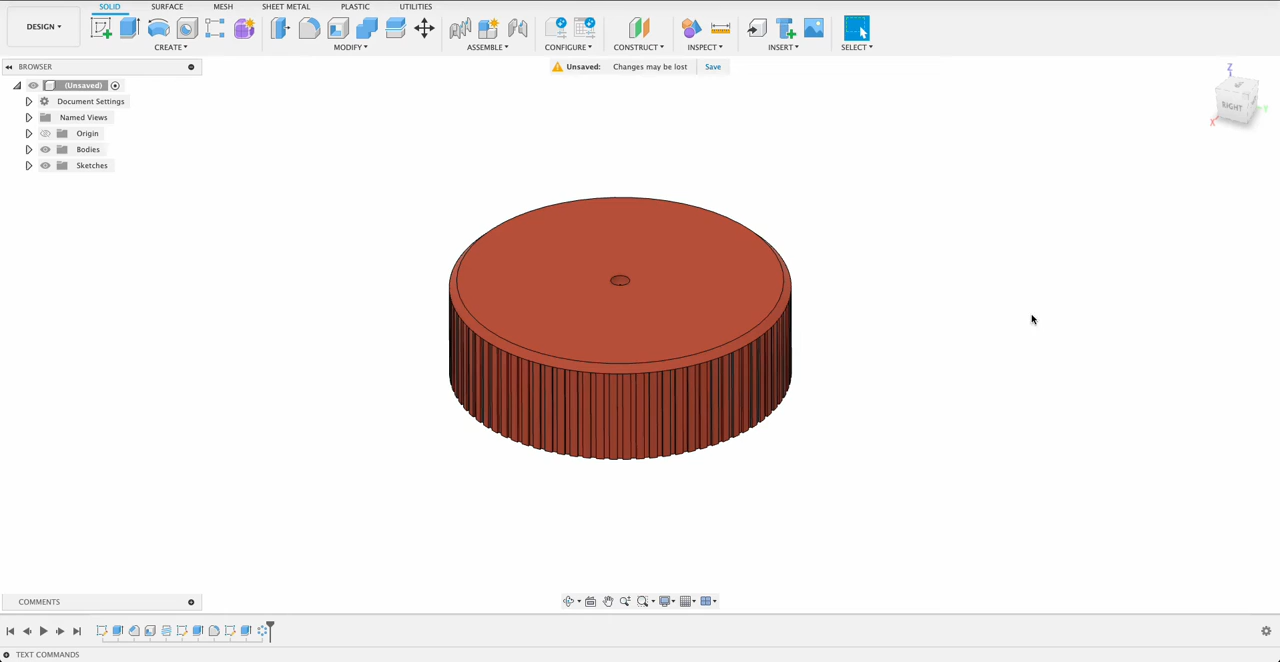 SOLID SURFACE MESH SHEET METAL PLASTIC UTILITIES
DESIGN
CREATE MODIFY ASSEMBLE CONFIGURE CONSTRUCT INSPECT INSERT SELECT
BROWSER
Unsaved: Changes may be lost Save
(Unsaved)
Document Settings
Named Views
Origin
Bodies
Sketches
Z
RIGHT
X
Y
COMMENTS
TEXT COMMANDS